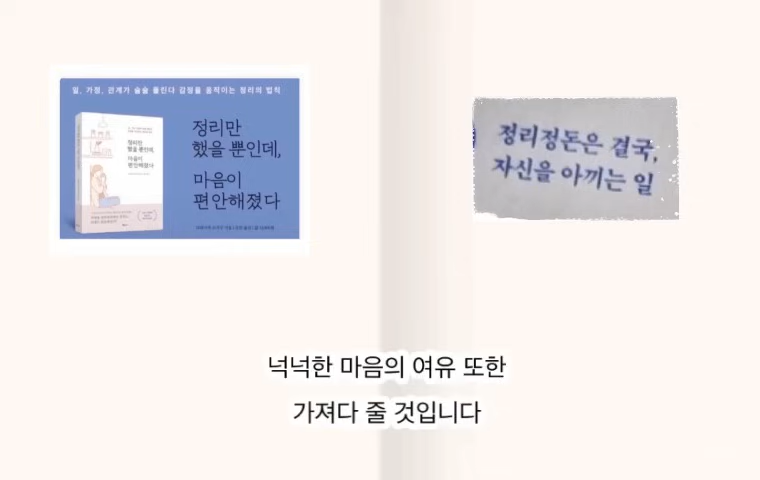 일, 가정, 관계가 술술 풀린다 감정을 움직이는 정리의 법칙
정리만
했을 뿐인데,
마음이
편안해졌다
정리만
했을 뿐인데,
마음이
편안해졌다
정리정돈은 결국,
자신을 아끼는 일
넉넉한 마음의 여유 또한
가져다 줄 것입니다